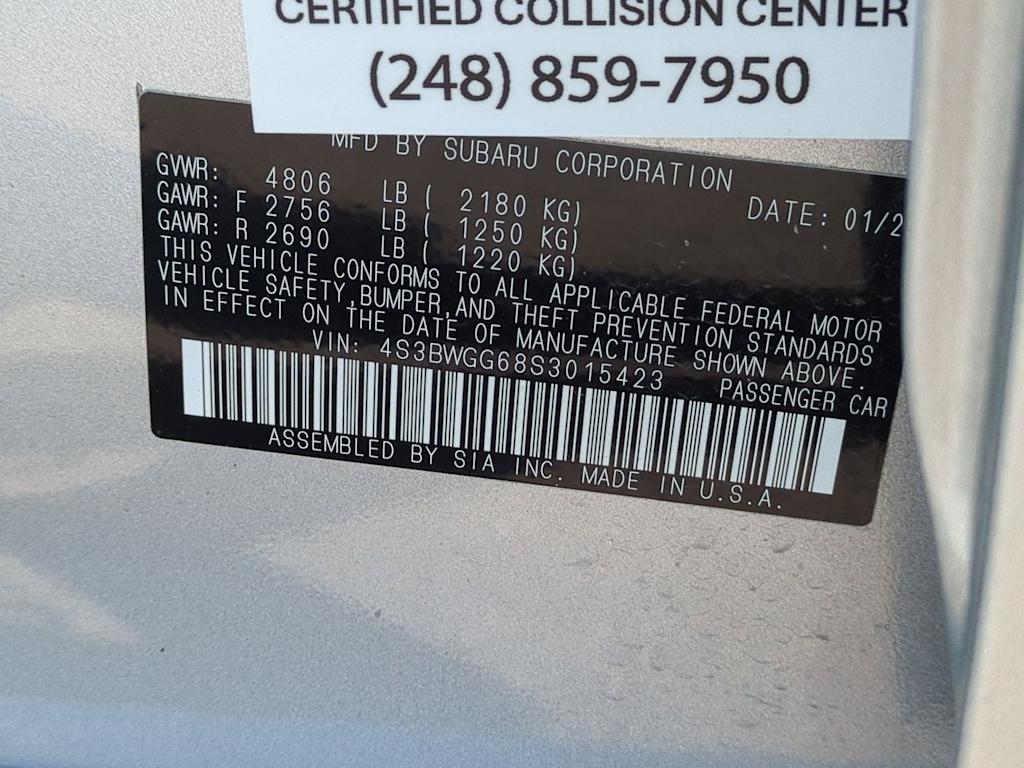 CERTIFIED COLLISION CENTER
(248) 859-7950
MFD BY SUBARU CORPORATION
GVWR: 4806 LB ( 2180 KG) DATE: 01/2
GAWR: F 2756 LB ( 1250 KG)
GAWR: R 2690 LB ( 1220 KG)
THIS VEHICLE CONFORMS TO ALL APPLICABLE FEDERAL MOTOR
VEHICLE SAFETY,BUMPER,AND THEFT PREVENTION STANDARDS
IN EFFECT ON THE DATE OF MANUFACTURE SHOWN ABOVE.
VIN: 4S3BWGG68S3015423 PASSENGER CAR
ASSEMBLED BY SIA INC. MADE IN U.S.A.